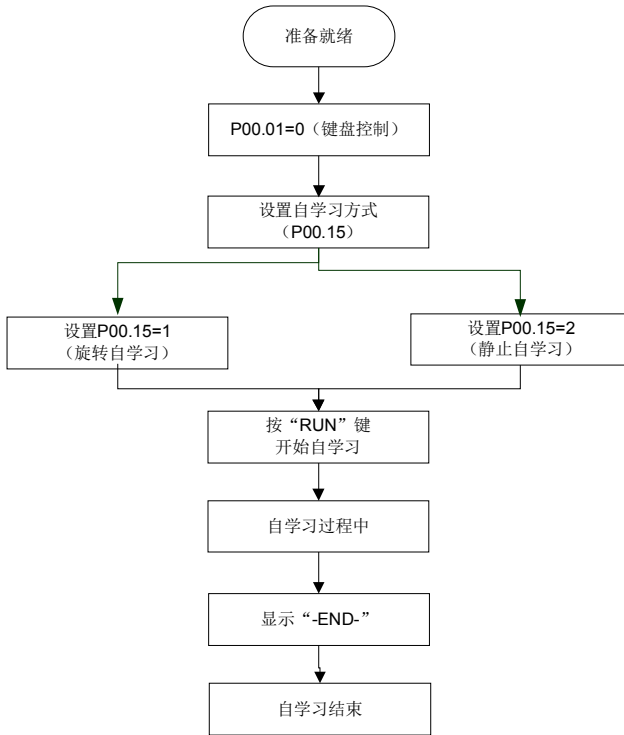 准备就绪
P00.01=0（键盘控制）
设置自学习方式
（P00.15）
设置P00.15=1
（旋转自学习）
设置P00.15=2
（静止自学习）
按“RUN”键
开始自学习
自学习过程中
显示“-END-”
自学习结束